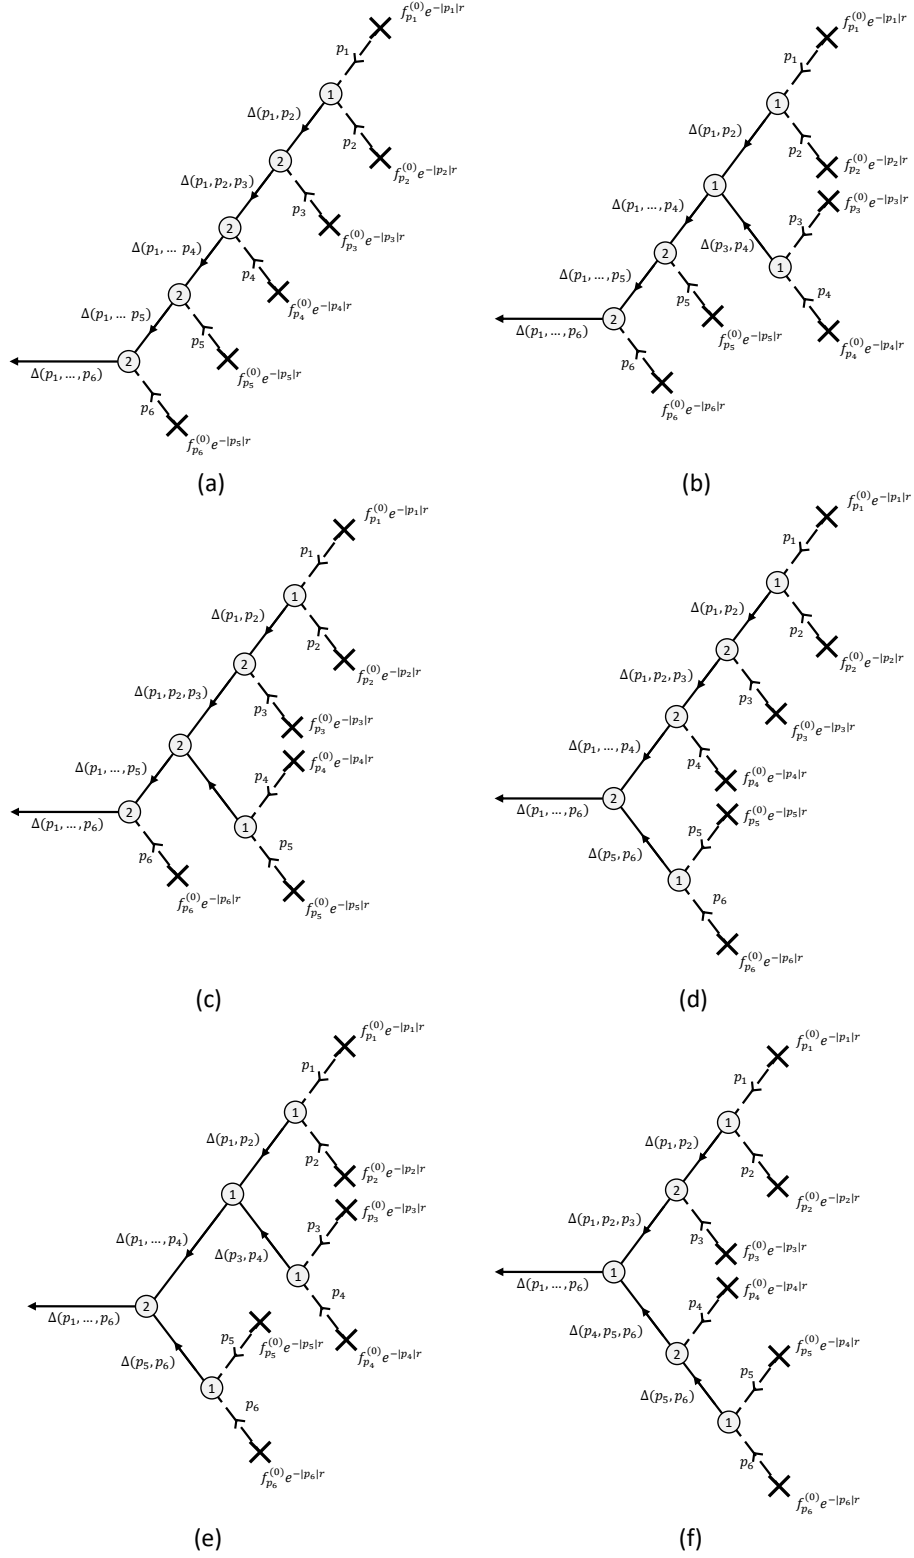 f_{p_1}^{(0)} e^{-|p_1|r}
p_1
1
Δ(p_1, p_2)
p_2
f_{p_2}^{(0)} e^{-|p_2|r}
2
Δ(p_1, p_2, p_3)
p_3
f_{p_3}^{(0)} e^{-|p_3|r}
2
Δ(p_1, … p_4)
p_4
f_{p_4}^{(0)} e^{-|p_4|r}
2
Δ(p_1, … p_5)
p_5
f_{p_5}^{(0)} e^{-|p_5|r}
2
Δ(p_1, …, p_6)
p_6
f_{p_6}^{(0)} e^{-|p_5|r}
(a)
f_{p_1}^{(0)} e^{-|p_1|r}
p_1
1
Δ(p_1, p_2)
p_2
f_{p_2}^{(0)} e^{-|p_2|r}
1
f_{p_3}^{(0)} e^{-|p_3|r}
p_3
Δ(p_1, …, p_4)
Δ(p_3, p_4)
1
p_4
f_{p_4}^{(0)} e^{-|p_4|r}
2
Δ(p_1, …, p_5)
p_5
f_{p_5}^{(0)} e^{-|p_5|r}
2
Δ(p_1, …, p_6)
p_6
f_{p_6}^{(0)} e^{-|p_6|r}
(b)
f_{p_1}^{(0)} e^{-|p_1|r}
p_1
1
Δ(p_1, p_2)
p_2
f_{p_2}^{(0)} e^{-|p_2|r}
2
Δ(p_1, p_2, p_3)
p_3
f_{p_3}^{(0)} e^{-|p_3|r}
2
f_{p_4}^{(0)} e^{-|p_4|r}
p_4
Δ(p_1, …, p_5)
1
p_5
f_{p_5}^{(0)} e^{-|p_5|r}
2
Δ(p_1, …, p_6)
p_6
f_{p_6}^{(0)} e^{-|p_6|r}
(c)
f_{p_1}^{(0)} e^{-|p_1|r}
p_1
1
Δ(p_1, p_2)
p_2
f_{p_2}^{(0)} e^{-|p_2|r}
2
Δ(p_1, p_2, p_3)
p_3
f_{p_3}^{(0)} e^{-|p_3|r}
2
Δ(p_1, …, p_4)
p_4
f_{p_4}^{(0)} e^{-|p_4|r}
2
Δ(p_1, …, p_6)
f_{p_5}^{(0)} e^{-|p_5|r}
p_5
Δ(p_5, p_6)
1
p_6
f_{p_6}^{(0)} e^{-|p_6|r}
(d)
f_{p_1}^{(0)} e^{-|p_1|r}
p_1
1
Δ(p_1, p_2)
p_2
f_{p_2}^{(0)} e^{-|p_2|r}
1
f_{p_3}^{(0)} e^{-|p_3|r}
p_3
Δ(p_1, …, p_4)
Δ(p_3, p_4)
1
p_4
f_{p_4}^{(0)} e^{-|p_4|r}
2
Δ(p_1, …, p_6)
p_5
f_{p_5}^{(0)} e^{-|p_5|r}
Δ(p_5, p_6)
1
p_6
f_{p_6}^{(0)} e^{-|p_6|r}
(e)
f_{p_1}^{(0)} e^{-|p_1|r}
p_1
1
Δ(p_1, p_2)
p_2
f_{p_2}^{(0)} e^{-|p_2|r}
2
Δ(p_1, p_2, p_3)
p_3
f_{p_3}^{(0)} e^{-|p_3|r}
1
Δ(p_1, …, p_6)
f_{p_4}^{(0)} e^{-|p_4|r}
p_4
Δ(p_4, p_5, p_6)
2
f_{p_5}^{(0)} e^{-|p_4|r}
p_5
Δ(p_5, p_6)
1
p_6
f_{p_6}^{(0)} e^{-|p_6|r}
(f)